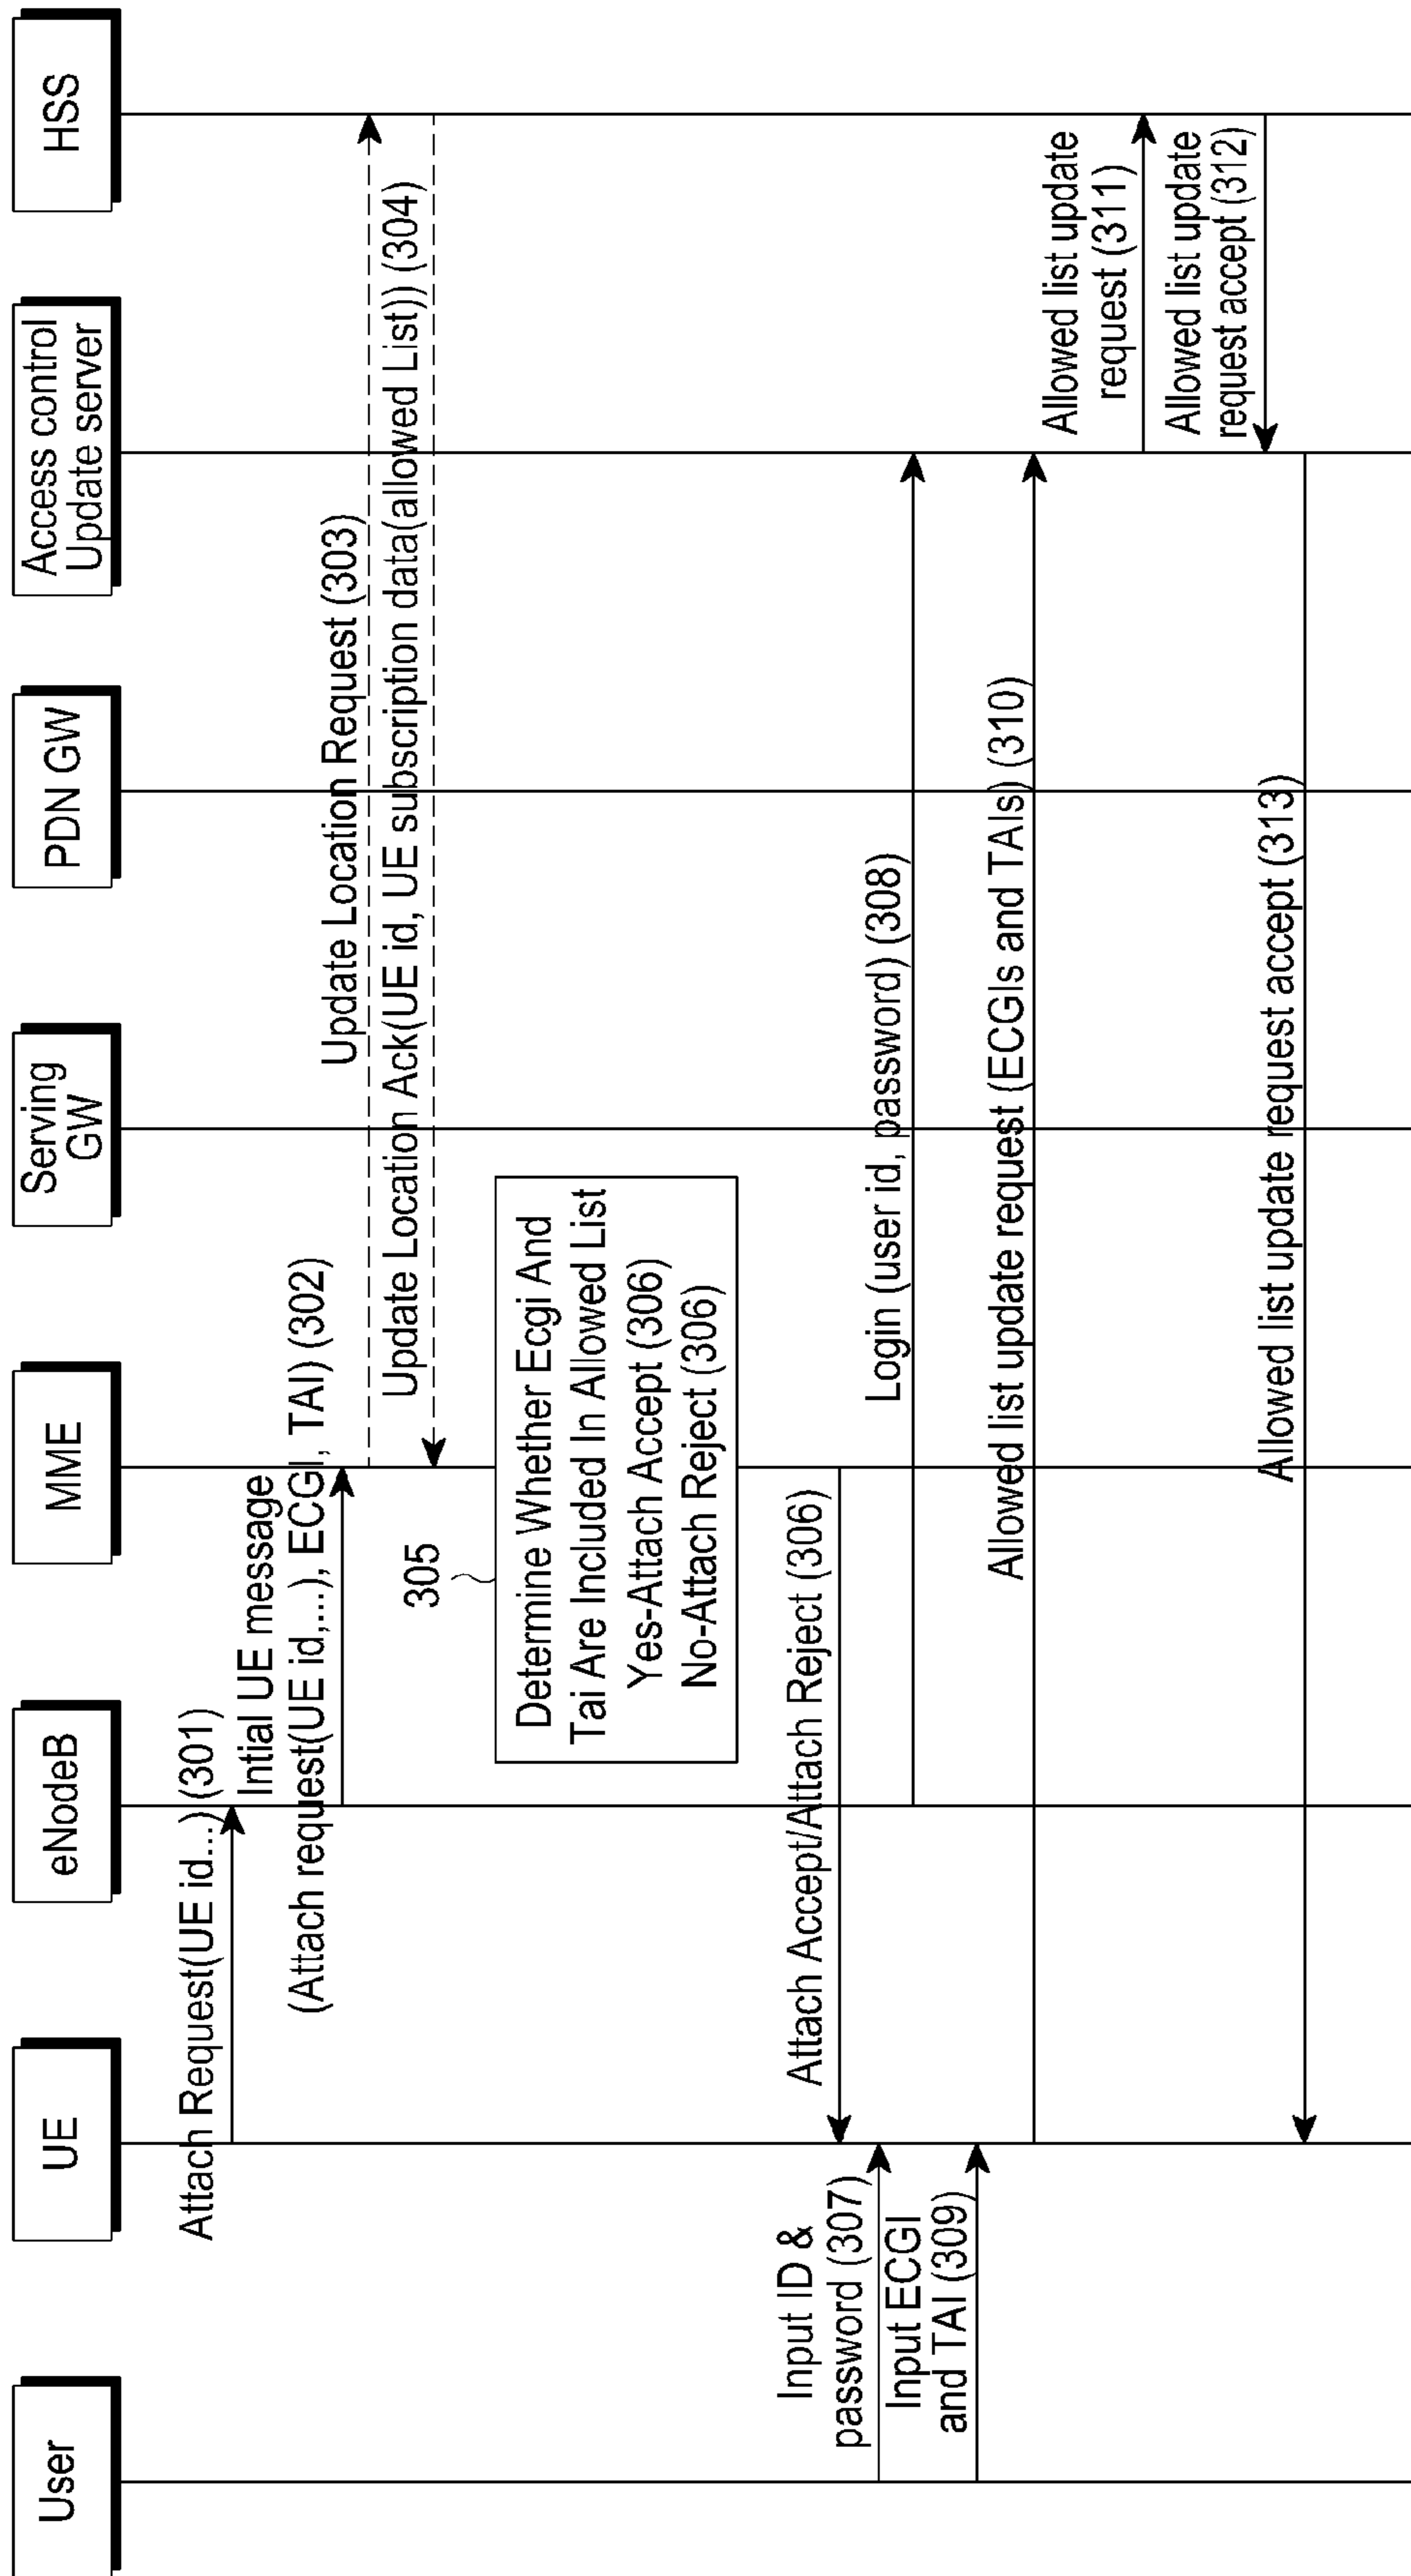 User
UE
eNodeB
MME
Serving
GW
PDN GW
Access control
Update server
HSS
Attach Request(UE id...) (301)
Intial UE message
(Attach request(UE id,...), ECGI, TAI) (302)
Update Location Request (303)
Update Location Ack(UE id, UE subscription data(allowed List)) (304)
305
Determine Whether Ecgi And
Tai Are Included In Allowed List
Yes-Attach Accept (306)
No-Attach Reject (306)
Attach Accept/Attach Reject (306)
Input ID &
password (307)
Login (user id, password) (308)
Input ECGI
and TAI (309)
Allowed list update request (ECGIs and TAIs) (310)
Allowed list update
request (311)
Allowed list update
request accept (312)
Allowed list update request accept (313)